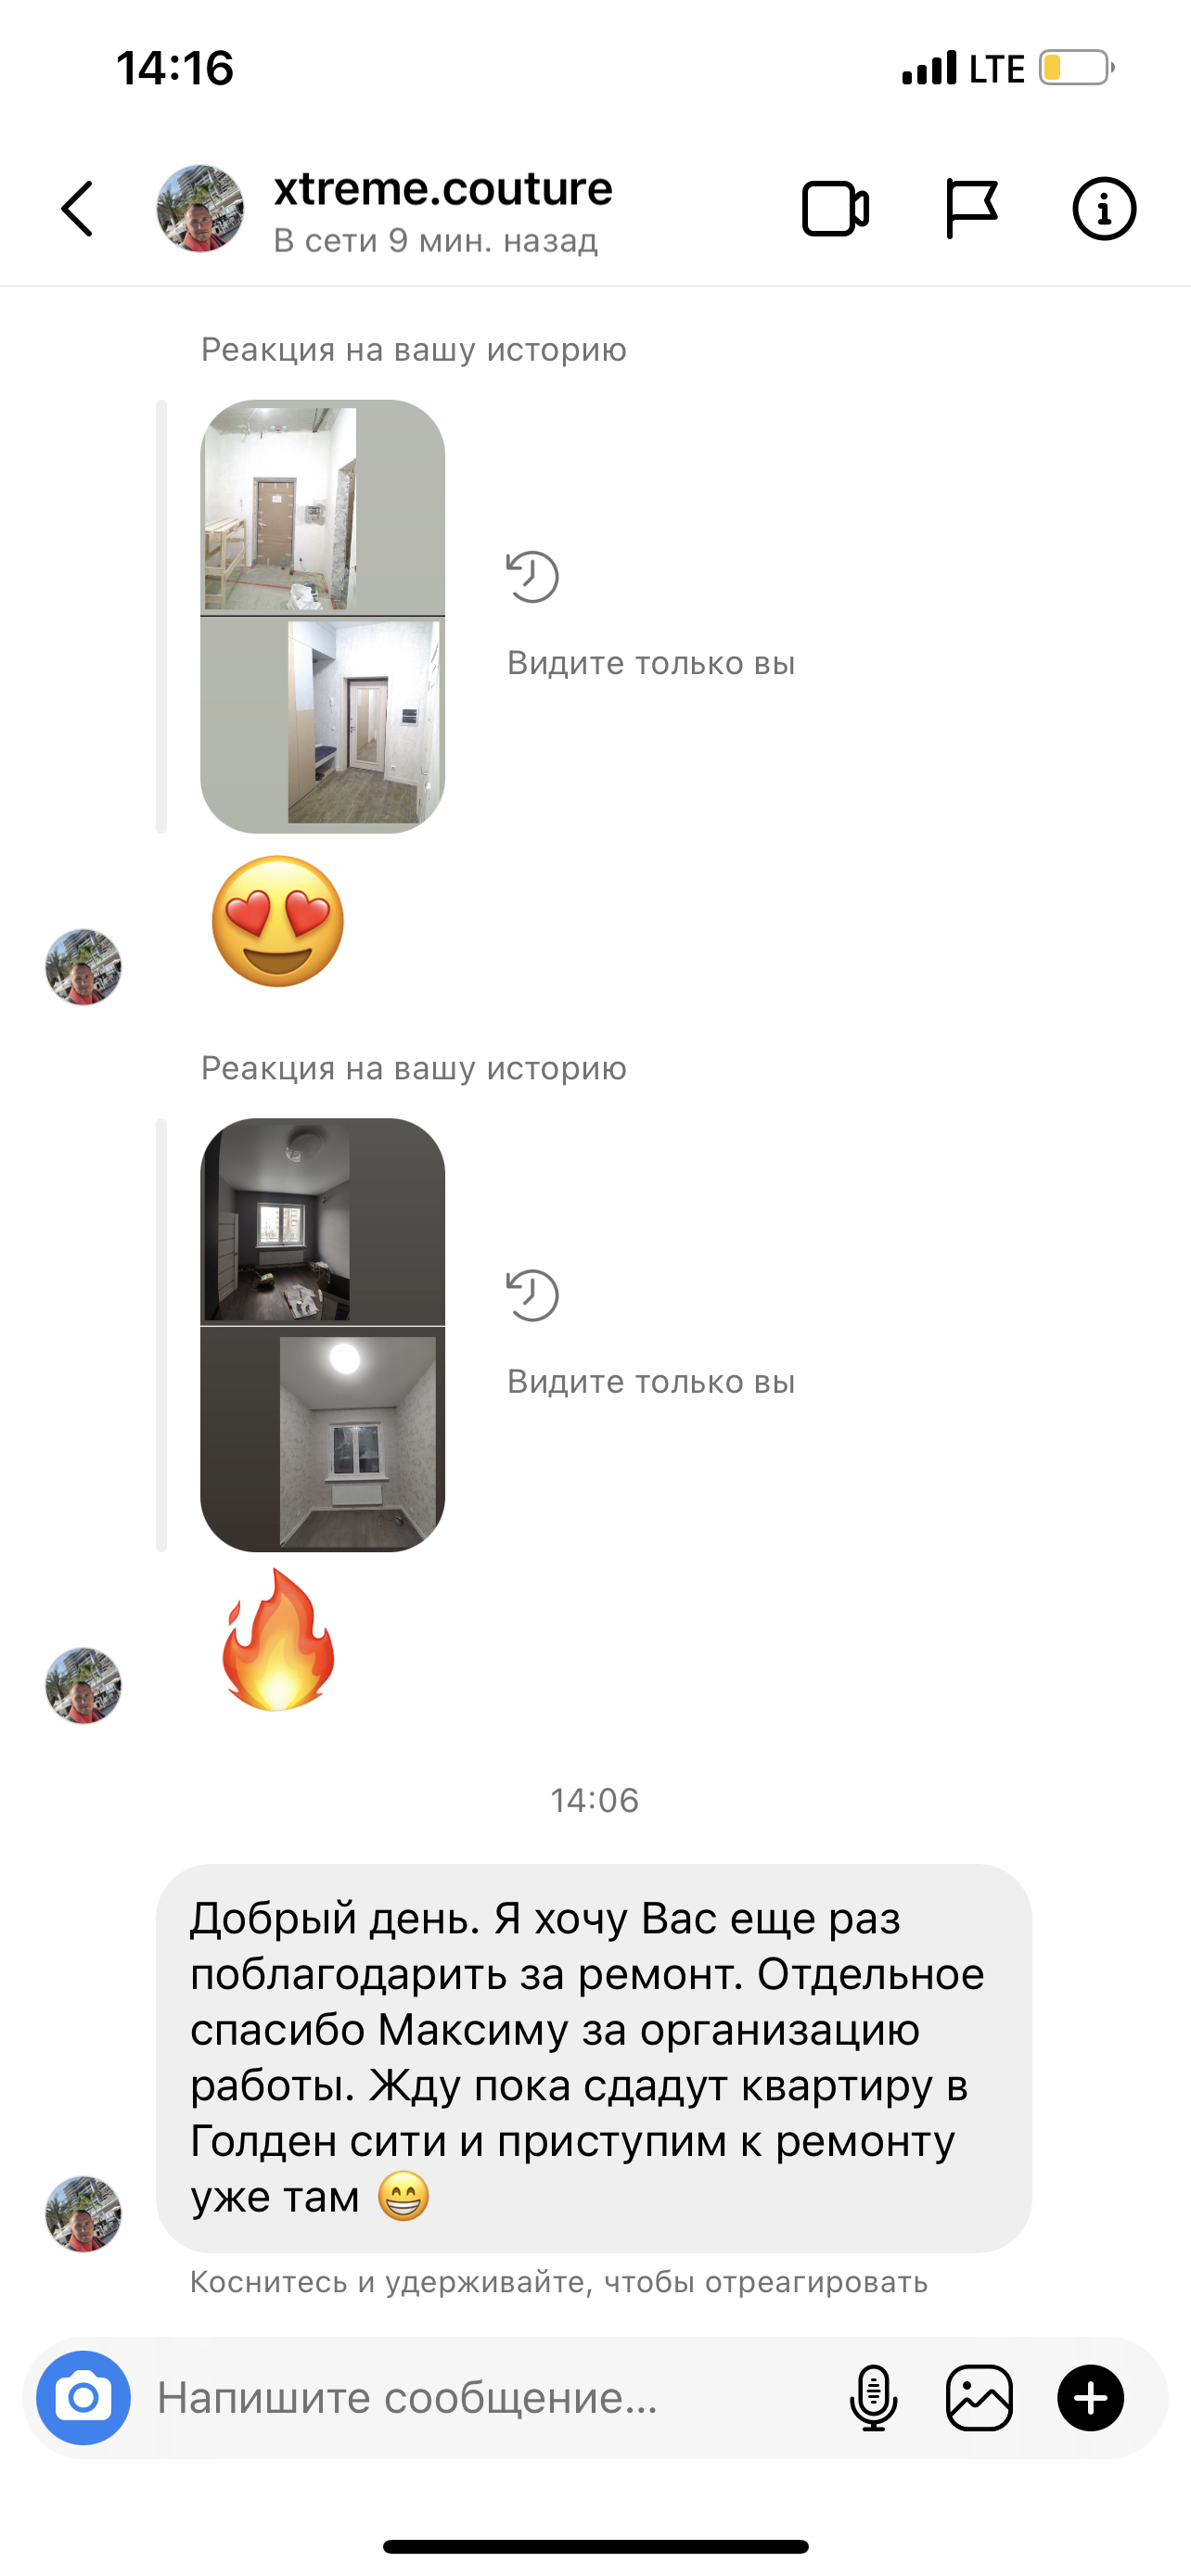 14:16
LTE
xtreme.couture
В сети 9 мин. назад
Реакция на вашу историю
Видите только вы
Реакция на вашу историю
Видите только вы
14:06
Добрый день. Я хочу Вас еще раз
поблагодарить за ремонт. Отдельное
спасибо Максиму за организацию
работы. Жду пока сдадут квартиру в
Голден сити и приступим к ремонту
уже там 😁
Коснитесь и удерживайте, чтобы отреагировать
Напишите сообщение...